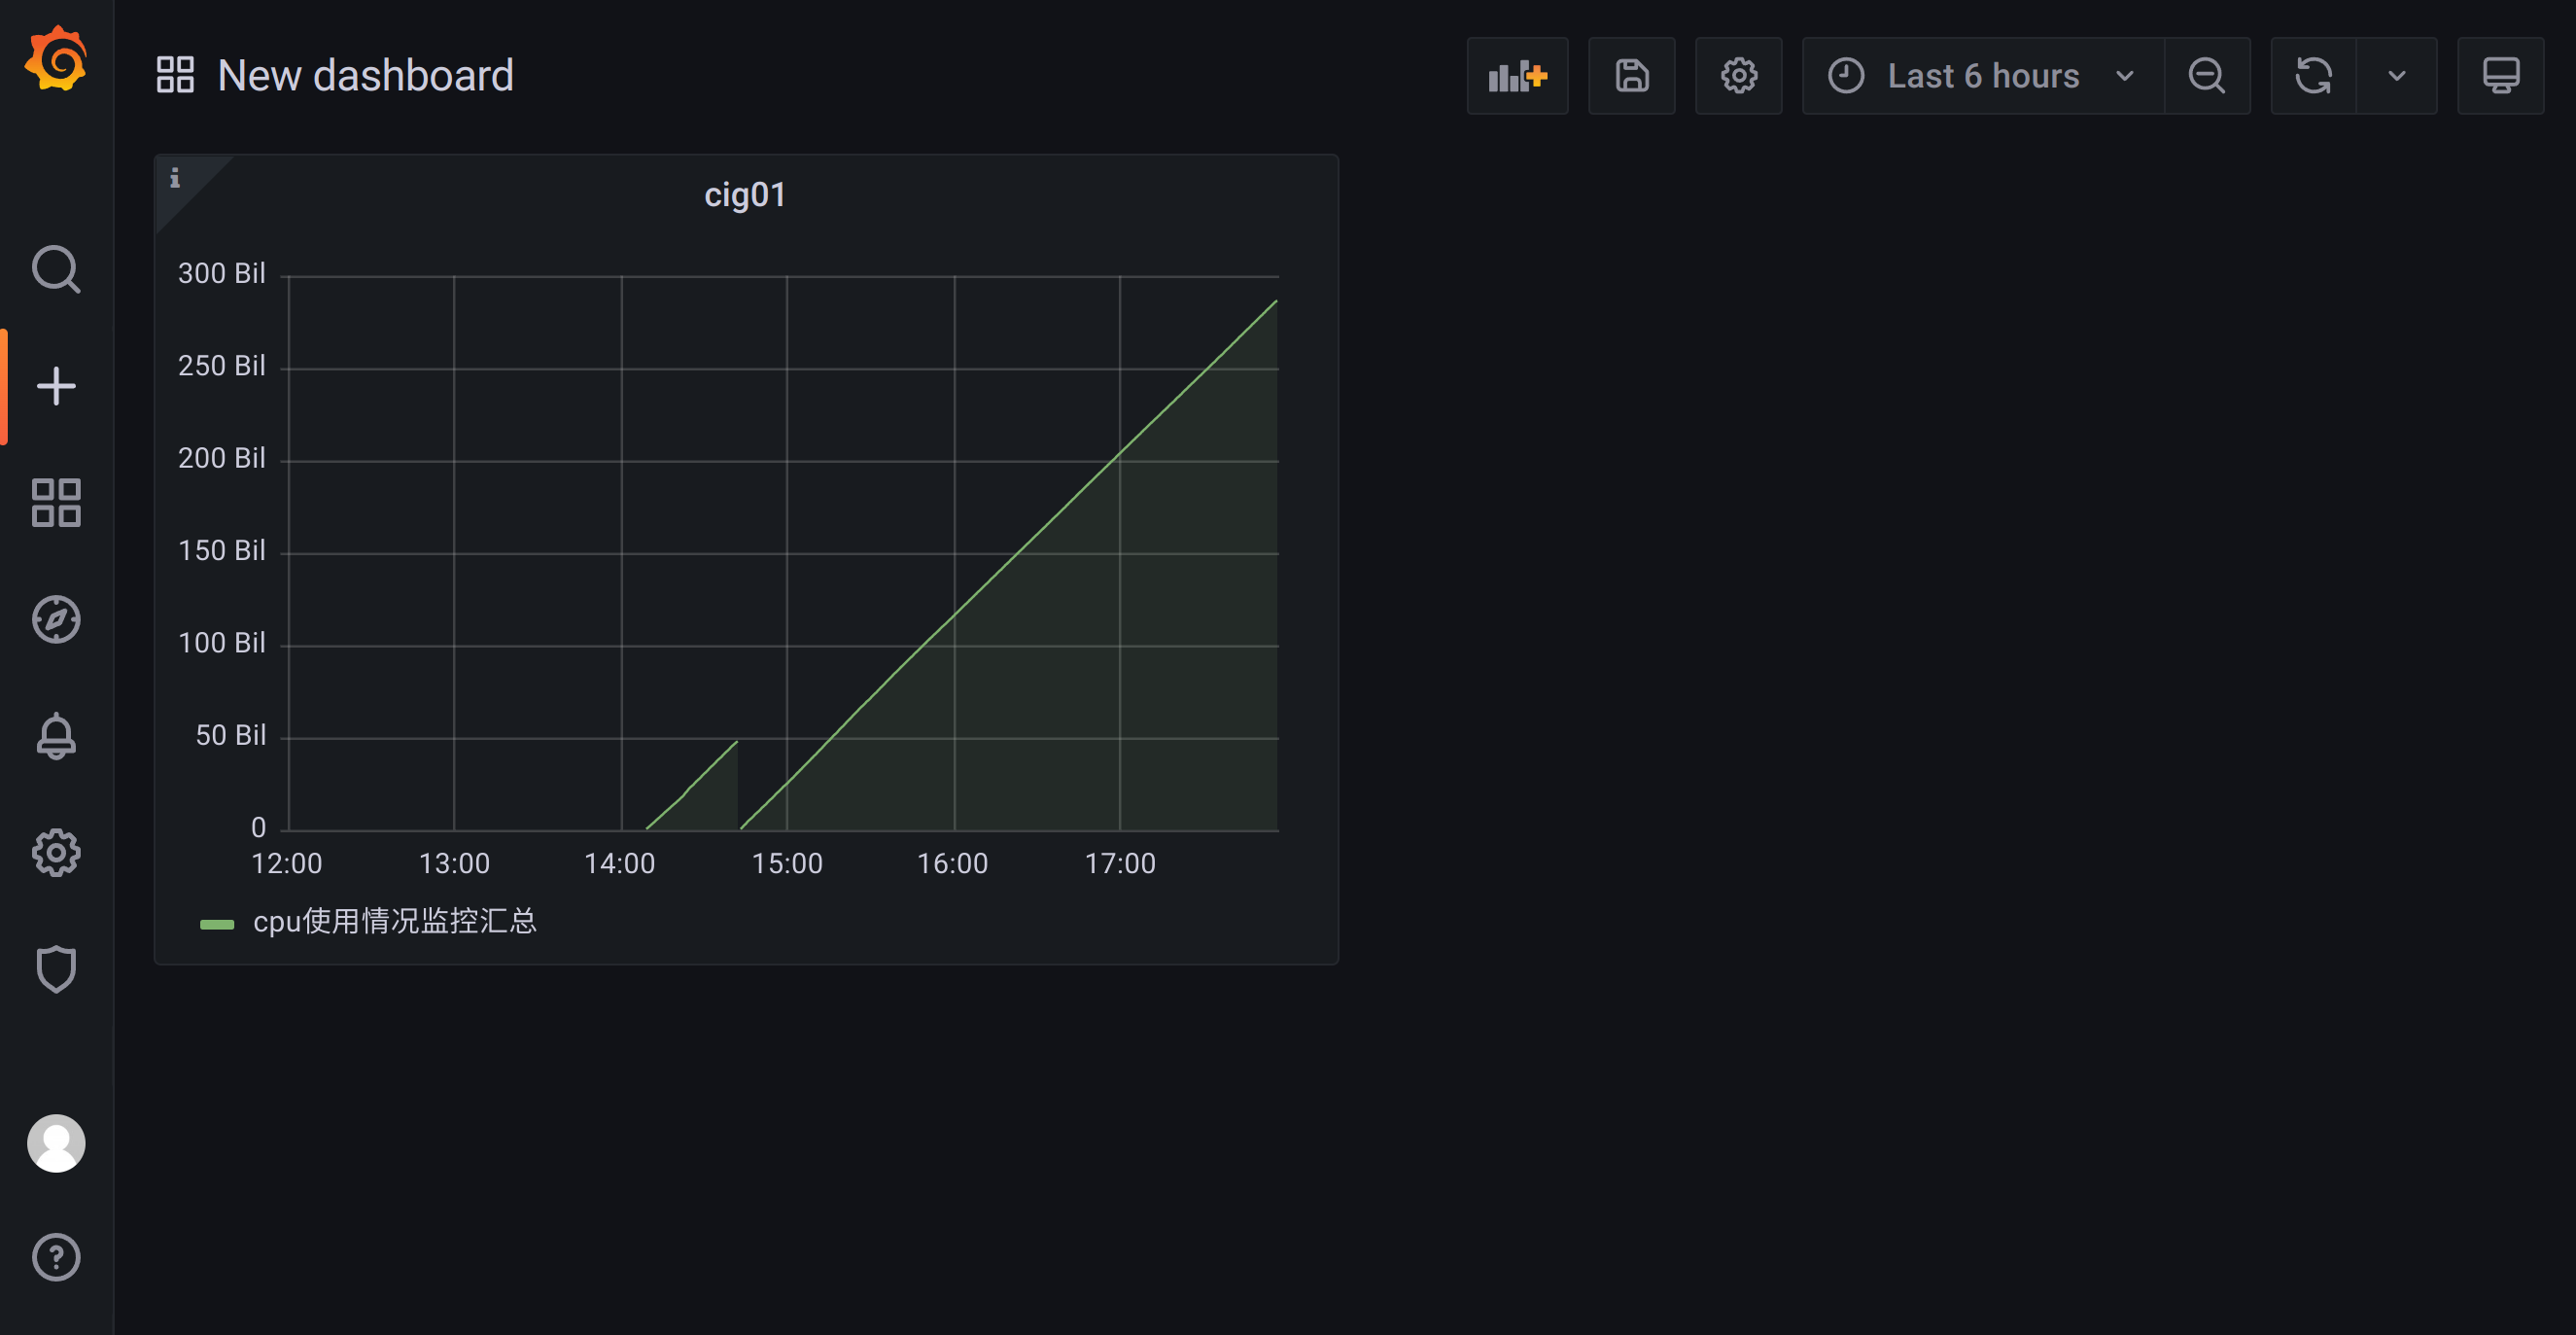 New dashboard
Last 6 hours
cig01
300 Bil
250 Bil
200 Bil
150 Bil
100 Bil
50 Bil
0
12:00 13:00 14:00 15:00 16:00 17:00
cpu使用情况监控汇总